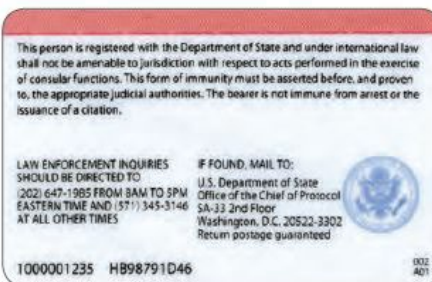 This person is registered with the Department of State and under international law
shall not be amenable to jurisdiction with respect to acts performed in the exercise
of consular functions. This form of immunity must be asserted before, and proven
to, the appropriate judicial authorities. The bearer is not immune from arrest or the
issuance of a citation.
LAW ENFORCEMENT INQUIRIES
SHOULD BE DIRECTED TO
(202) 647-1985 FROM 8AM TO 5PM
EASTERN TIME AND (571) 345-3146
AT ALL OTHER TIMES
IF FOUND, MAIL TO:
U.S. Department of State
Office of the Chief of Protocol
SA-33 2nd Floor
Washington, D.C. 20522-3302
Return postage guaranteed
1000001235 HB98791D46
002
A01